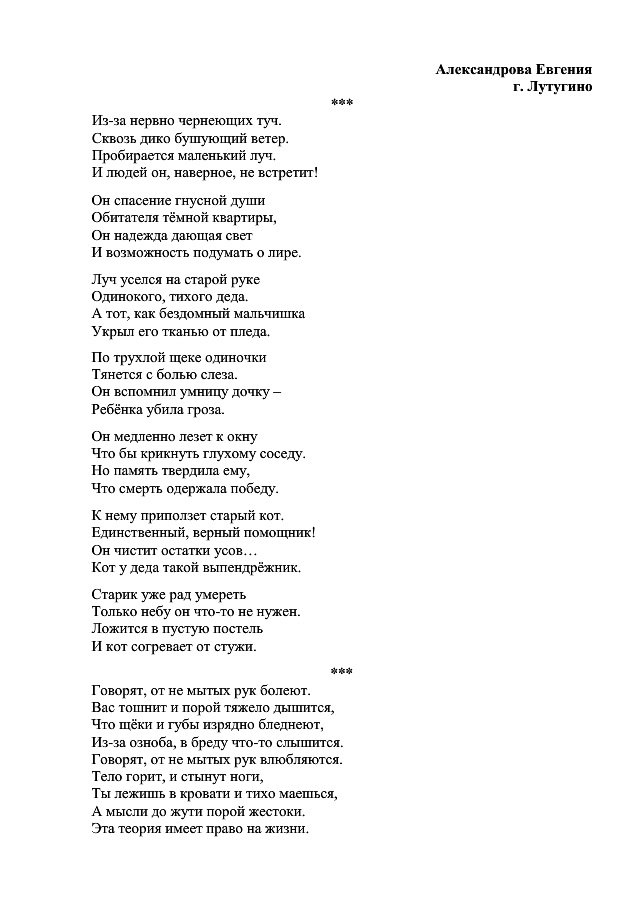 Александрова Евгения
г. Лутугино
***
Из-за нервно чернеющих туч.
Сквозь дико бушующий ветер.
Пробирается маленький луч.
И людей он, наверное, не встретит!
Он спасение гнусной души
Обитателя тёмной квартиры,
Он надежда дающая свет
И возможность подумать о лире.
Луч уселся на старой руке
Одинокого, тихого деда.
А тот, как бездомный мальчишка
Укрыл его тканью от пледа.
По трухлой щеке одиночки
Тянется с болью слеза.
Он вспомнил умницу дочку –
Ребёнка убила гроза.
Он медленно лезет к окну
Что бы крикнуть глухому соседу.
Но память твердила ему,
Что смерть одержала победу.
К нему приползет старый кот.
Единственный, верный помощник!
Он чистит остатки усов…
Кот у деда такой выпендрёжник.
Старик уже рад умереть
Только небу он что-то не нужен.
Ложится в пустую постель
И кот согревает от стужи.
***
Говорят, от не мытых рук болеют.
Вас тошнит и порой тяжело дышится,
Что щёки и губы изрядно бледнеют,
Из-за озноба, в бреду что-то слышится.
Говорят, от не мытых рук влюбляются.
Тело горит, и стынут ноги,
Ты лежишь в кровати и тихо маешься,
А мысли до жути порой жестоки.
Эта теория имеет право на жизни.